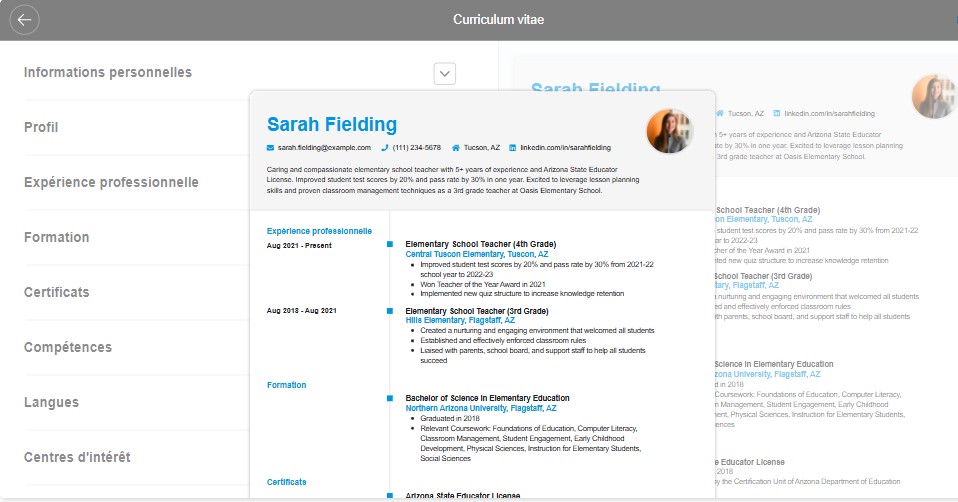 Curriculum vitae
Informations personnelles
Profil
Expérience professionnelle
Formation
Certificats
Compétences
Langues
Centres d'intérêt
Sarah Fielding
sarah.fielding@example.com (111) 234-5678 Tucson, AZ linkedin.com/in/sarahfielding
Caring and compassionate elementary school teacher with 5+ years of experience and Arizona State Educator
License. Improved student test scores by 20% and pass rate by 30% in one year. Excited to leverage lesson planning
skills and proven classroom management techniques as a 3rd grade teacher at Oasis Elementary School.
Expérience professionnelle
Aug 2021 - Present
Elementary School Teacher (4th Grade)
Central Tuscon Elementary, Tuscon, AZ
Improved student test scores by 20% and pass rate by 30% from 2021-22
school year to 2022-23
Won Teacher of the Year Award in 2021
Implemented new quiz structure to increase knowledge retention
Aug 2018 - Aug 2021
Elementary School Teacher (3rd Grade)
Hills Elementary, Flagstaff, AZ
Created a nurturing and engaging environment that welcomed all students
Established and effectively enforced classroom rules
Liaised with parents, school board, and support staff to help all students
succeed
Formation
Bachelor of Science in Elementary Education
Northern Arizona University, Flagstaff, AZ
Graduated in 2018
Relevant Coursework: Foundations of Education, Computer Literacy,
Classroom Management, Student Engagement, Early Childhood
Development, Physical Sciences, Instruction for Elementary Students,
Social Sciences
Certificats
Arizona State Educator License
Sarah Fielding
Tucson, AZ linkedin.com/in/sarahfielding
5+ years of experience and Arizona State Educator
rate by 30% in one year. Excited to leverage lesson planning
3rd grade teacher at Oasis Elementary School.
School Teacher (4th Grade)
Elementary, Tuscon, AZ
student test scores by 20% and pass rate by 30% from 2021-22
to 2022-23
of the Year Award in 2021
new quiz structure to increase knowledge retention
School Teacher (3rd Grade)
Flagstaff, AZ
nurturing and engaging environment that welcomed all students
and effectively enforced classroom rules
with parents, school board, and support staff to help all students
Science in Elementary Education
University, Flagstaff, AZ
in 2018
Coursework: Foundations of Education, Computer Literacy,
Management, Student Engagement, Early Childhood
Physical Sciences, Instruction for Elementary Students,
Educator License
2018
by the Certification Unit of Arizona Department of Education